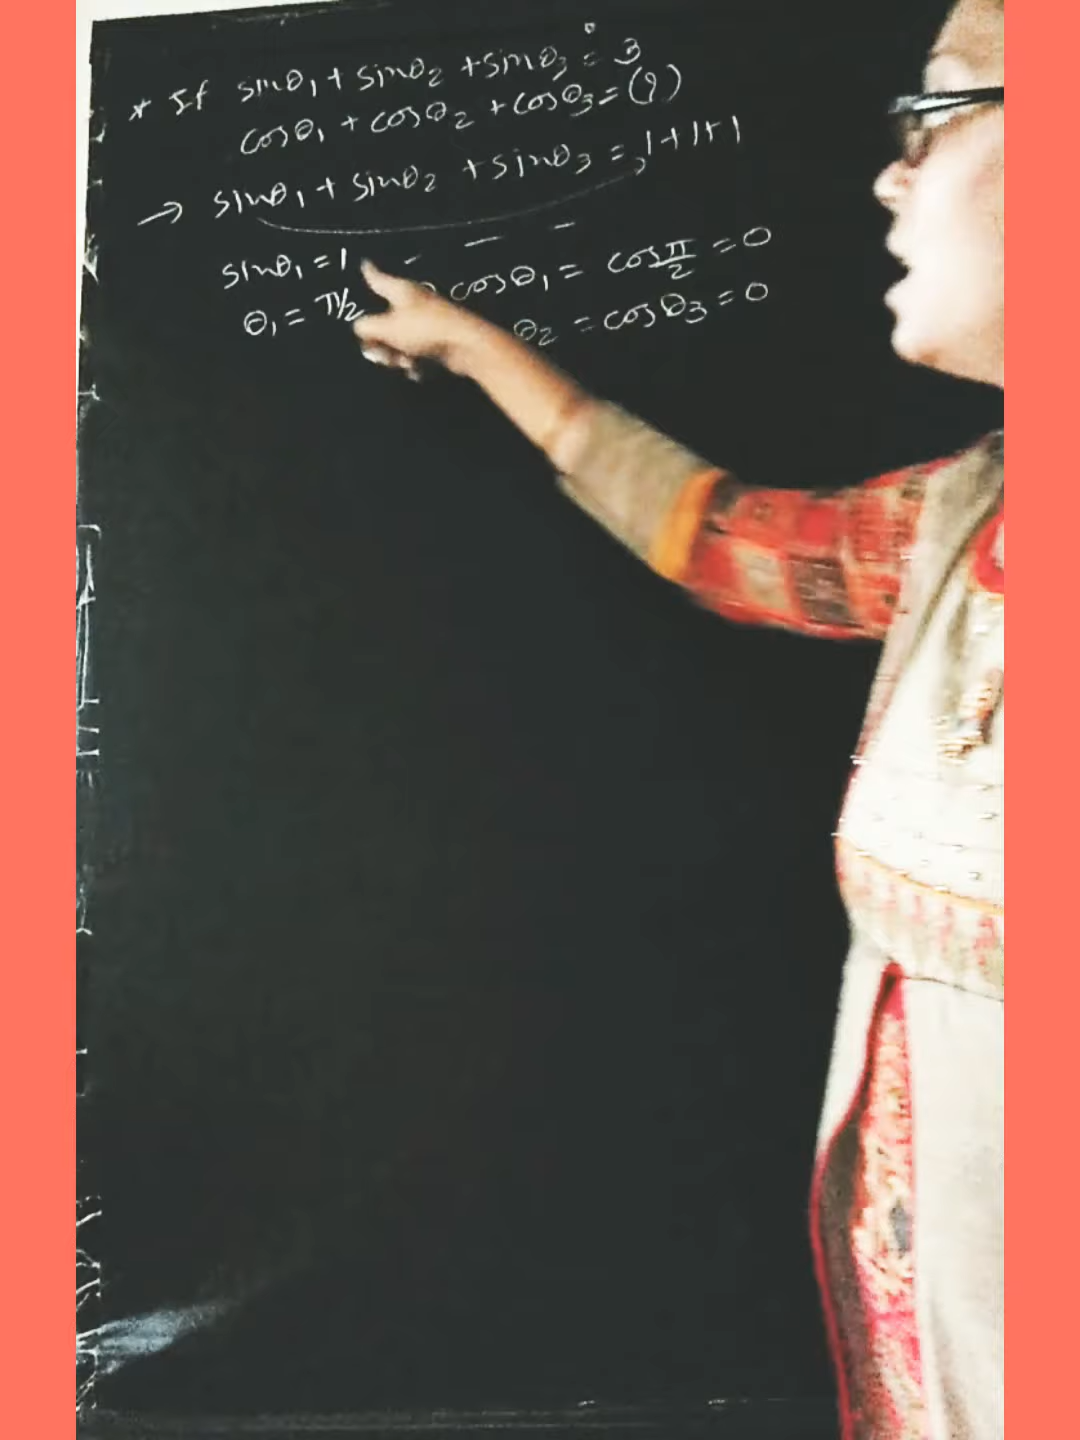 * If sinθ₁ + sinθ₂ + sinθ₃ = 3
cosθ₁ + cosθ₂ + cosθ₃ = (?)
→ sinθ₁ + sinθ₂ + sinθ₃ = 1+1+1
sinθ₁ = 1 - - -
θ₁ = π/2 cosθ₁ = cos π/2 = 0
θ₂ = cosθ₃ = 0